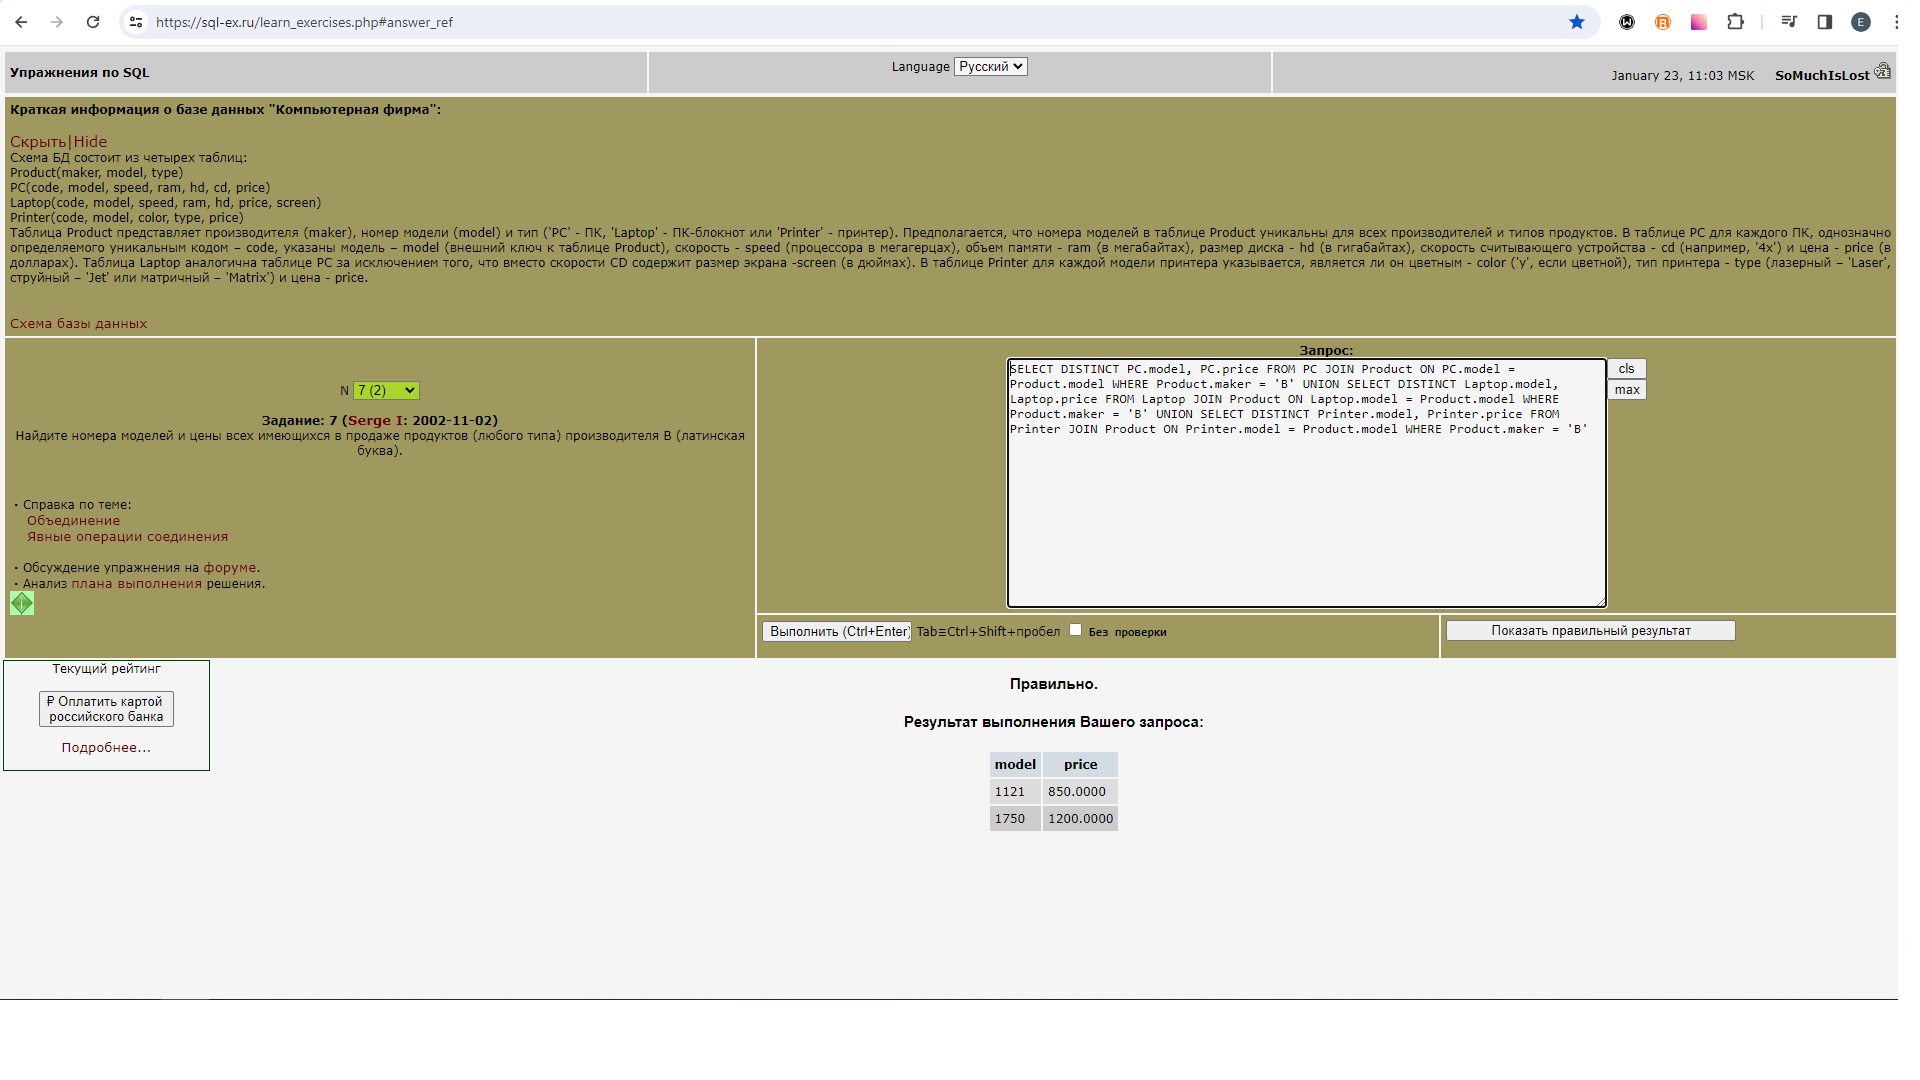 https://sql-ex.ru/learn_exercises.php#answer_ref
E
Упражнения по SQL
Language Русский
January 23, 11:03 MSK SoMuchIsLost
Краткая информация о базе данных "Компьютерная фирма":
Скрыть|Hide
Схема БД состоит из четырех таблиц:
Product(maker, model, type)
PC(code, model, speed, ram, hd, cd, price)
Laptop(code, model, speed, ram, hd, price, screen)
Printer(code, model, color, type, price)
Таблица Product представляет производителя (maker), номер модели (model) и тип ('PC' - ПК, 'Laptop' - ПК-блокнот или 'Printer' - принтер). Предполагается, что номера моделей в таблице Product уникальны для всех производителей и типов продуктов. В таблице PC для каждого ПК, однозначно
определяемого уникальным кодом – code, указаны модель – model (внешний ключ к таблице Product), скорость - speed (процессора в мегагерцах), объем памяти - ram (в мегабайтах), размер диска - hd (в гигабайтах), скорость считывающего устройства - cd (например, '4x') и цена - price (в
долларах). Таблица Laptop аналогична таблице РС за исключением того, что вместо скорости CD содержит размер экрана -screen (в дюймах). В таблице Printer для каждой модели принтера указывается, является ли он цветным - color ('y', если цветной), тип принтера - type (лазерный – 'Laser',
струйный – 'Jet' или матричный – 'Matrix') и цена - price.
Схема базы данных
N 7 (2)
Задание: 7 (Serge I: 2002-11-02)
Найдите номера моделей и цены всех имеющихся в продаже продуктов (любого типа) производителя B (латинская
буква).
· Справка по теме:
Объединение
Явные операции соединения
· Обсуждение упражнения на форуме.
· Анализ плана выполнения решения.
Запрос:
SELECT DISTINCT PC.model, PC.price FROM PC JOIN Product ON PC.model =
Product.model WHERE Product.maker = 'B' UNION SELECT DISTINCT Laptop.model,
Laptop.price FROM Laptop JOIN Product ON Laptop.model = Product.model WHERE
Product.maker = 'B' UNION SELECT DISTINCT Printer.model, Printer.price FROM
Printer JOIN Product ON Printer.model = Product.model WHERE Product.maker = 'B'
cls
max
Выполнить (Ctrl+Enter) Tab≡Ctrl+Shift+пробел Без проверки
Показать правильный результат
Текущий рейтинг
₽ Оплатить картой
российского банка
Подробнее...
Правильно.
Результат выполнения Вашего запроса:
model price
1121 850.0000
1750 1200.0000